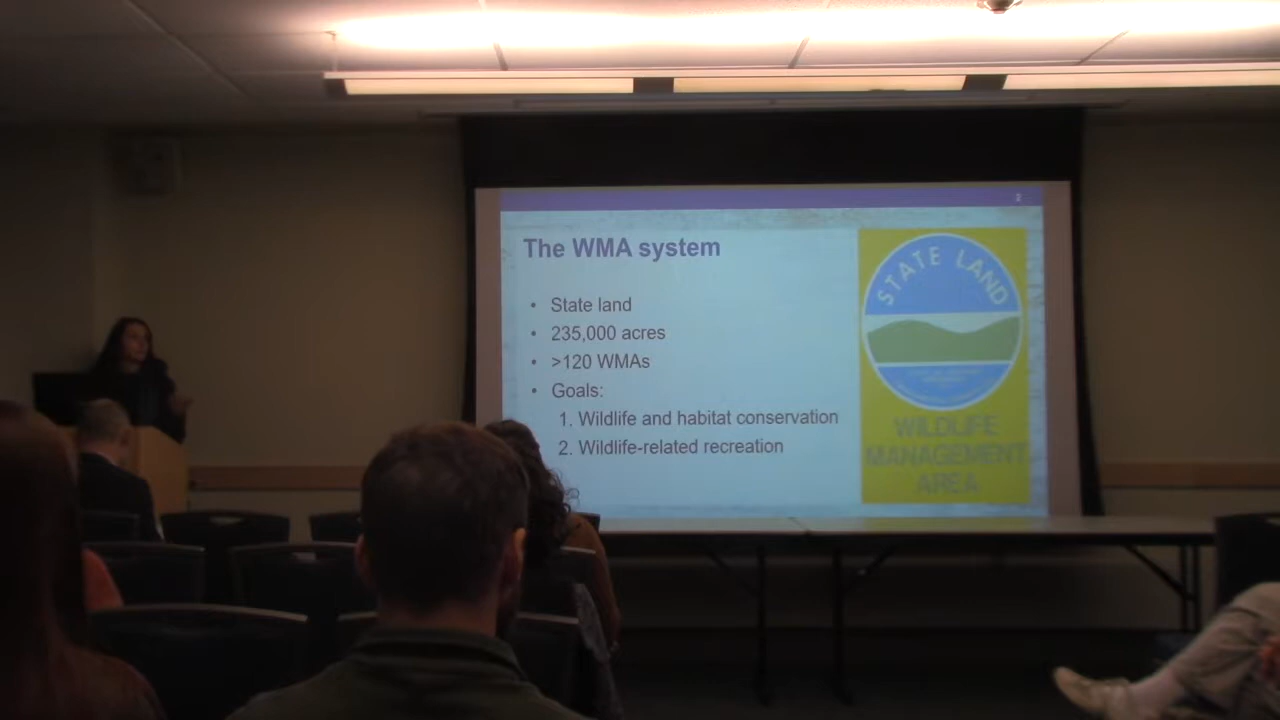 2
The WMA system
• State land
• 235,000 acres
• >120 WMAs
• Goals:
1. Wildlife and habitat conservation
2. Wildlife-related recreation
STATE LAND
WILDLIFE
MANAGEMENT
AREA